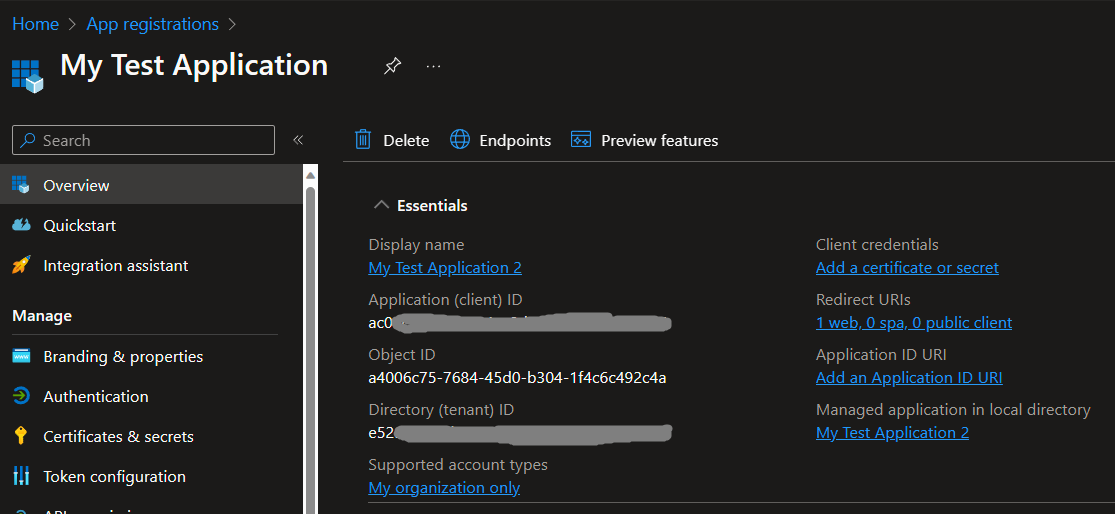 Home > App registrations >
My Test Application
Search
Delete Endpoints Preview features
Overview
Quickstart
Integration assistant
Manage
Branding & properties
Authentication
Certificates & secrets
Token configuration
Essentials
Display name
My Test Application 2
Application (client) ID
ac0
Object ID
a4006c75-7684-45d0-b304-1f4c6c492c4a
Directory (tenant) ID
e52
Supported account types
My organization only
Client credentials
Add a certificate or secret
Redirect URIs
1 web, 0 spa, 0 public client
Application ID URI
Add an Application ID URI
Managed application in local directory
My Test Application 2